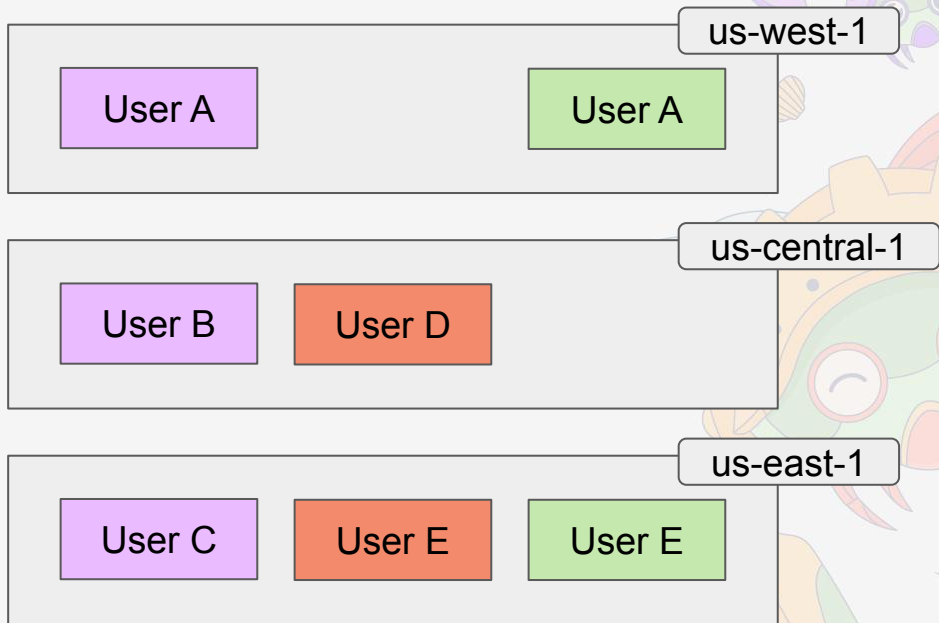 us-west-1
User A
User A
us-central-1
User B
User D
us-east-1
User C
User E
User E